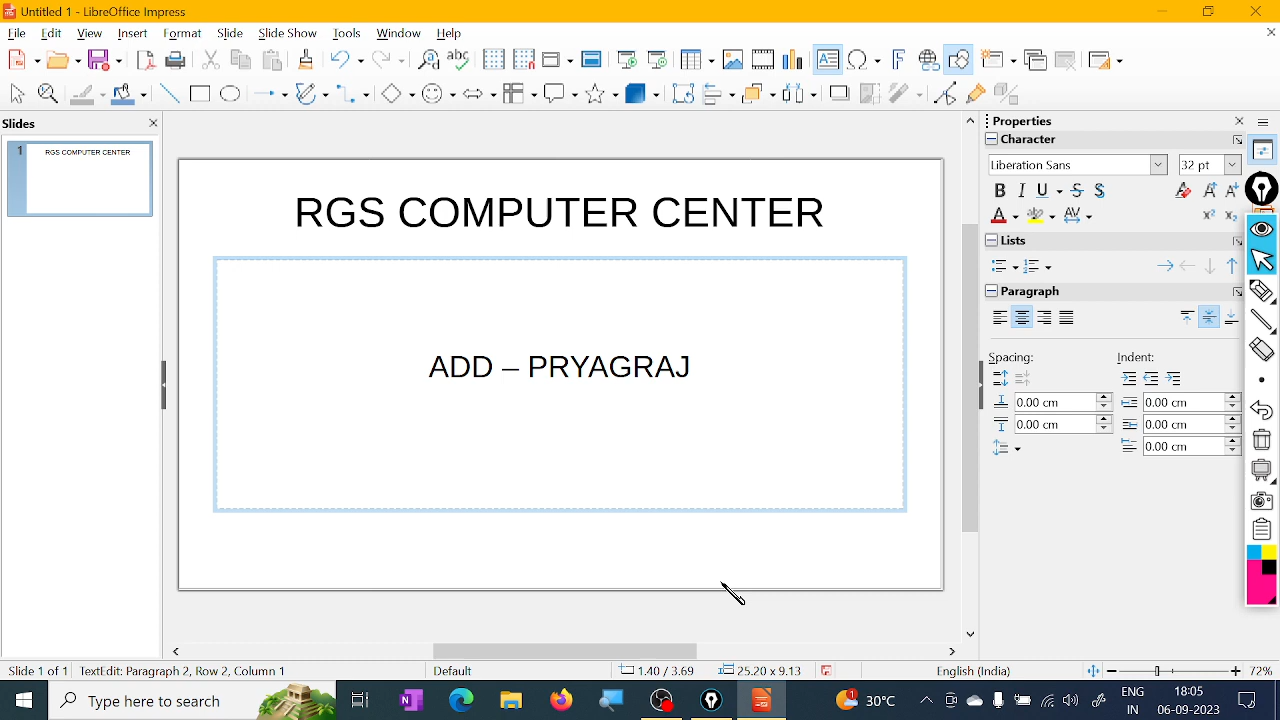 Untitled 1 - LibreOffice Impress
File Edit View Insert Format Slide Slide Show Tools Window Help
Slides
Properties
1
RGS COMPUTER CENTER
Character
Liberation Sans
32 pt
RGS COMPUTER CENTER
Lists
Paragraph
ADD – PRYAGRAJ
Spacing:
Indent:
0.00 cm
0.00 cm
0.00 cm
0.00 cm
0.00 cm
Slide 1 of 1
TextEdit: Paragraph 2, Row 2, Column 1
Default
1.40 / 3.69
25.20 x 9.13
English (India)
72%
Type here to search
1
30°C
ENG
IN
18:05
06-09-2023